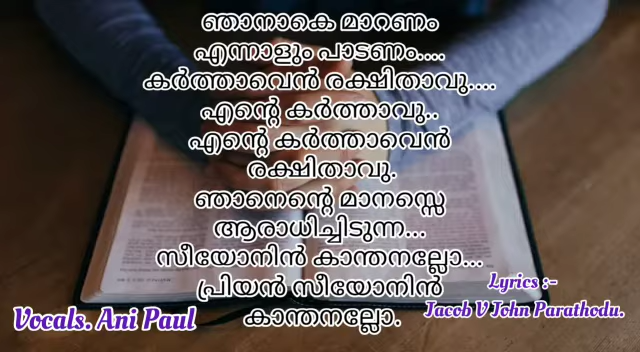 ഞാനാകെ മാറണം
എന്നാളും പാടണം....
കർത്താവെൻ രക്ഷിതാവു....
എന്റെ കർത്താവു..
എന്റെ കർത്താവെൻ
രക്ഷിതാവു.
ഞാനെന്റെ മാനസ്സെ
ആരാധിച്ചിടുന്ന...
സീയോനിൻ കാന്തനല്ലോ...
പ്രിയൻ സീയോനിൻ
കാന്തനല്ലോ.
Lyrics :-
Jacob V John Parathodu.
Vocals. Ani Paul